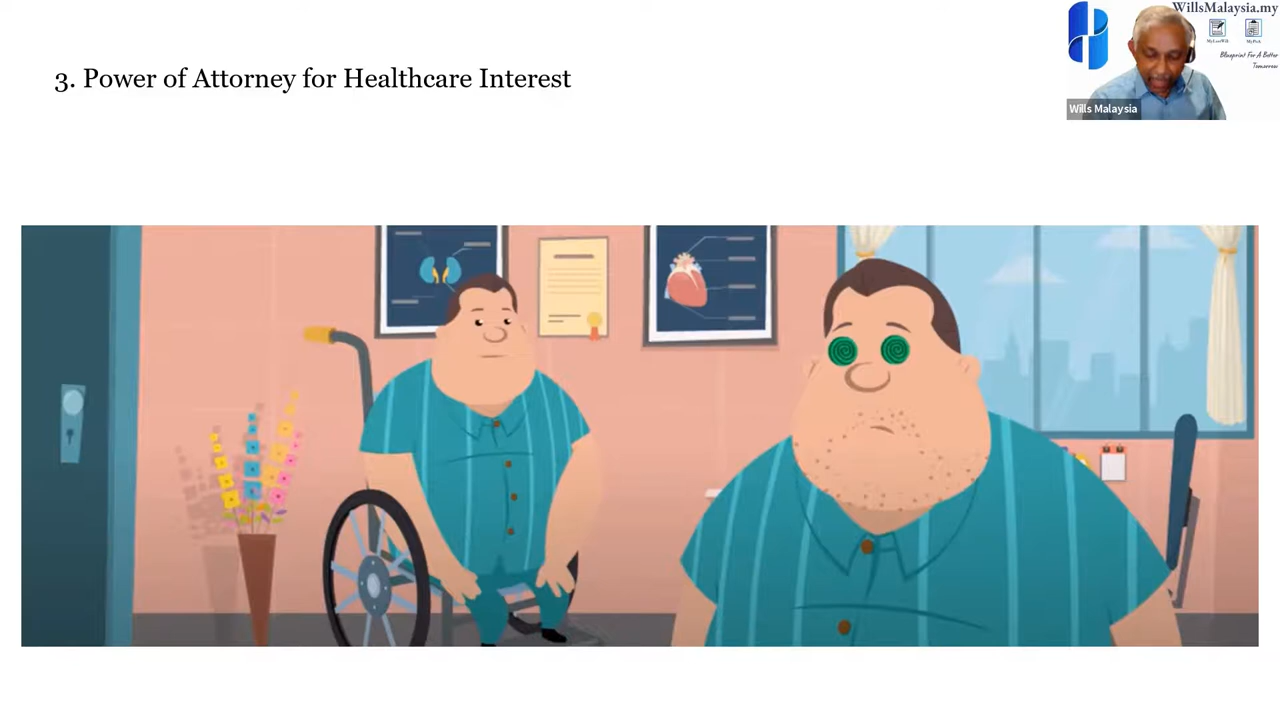 3. Power of Attorney for Healthcare Interest
WillsMalaysia.my
Blueprint For A Better
Tomorrow
Wills Malaysia